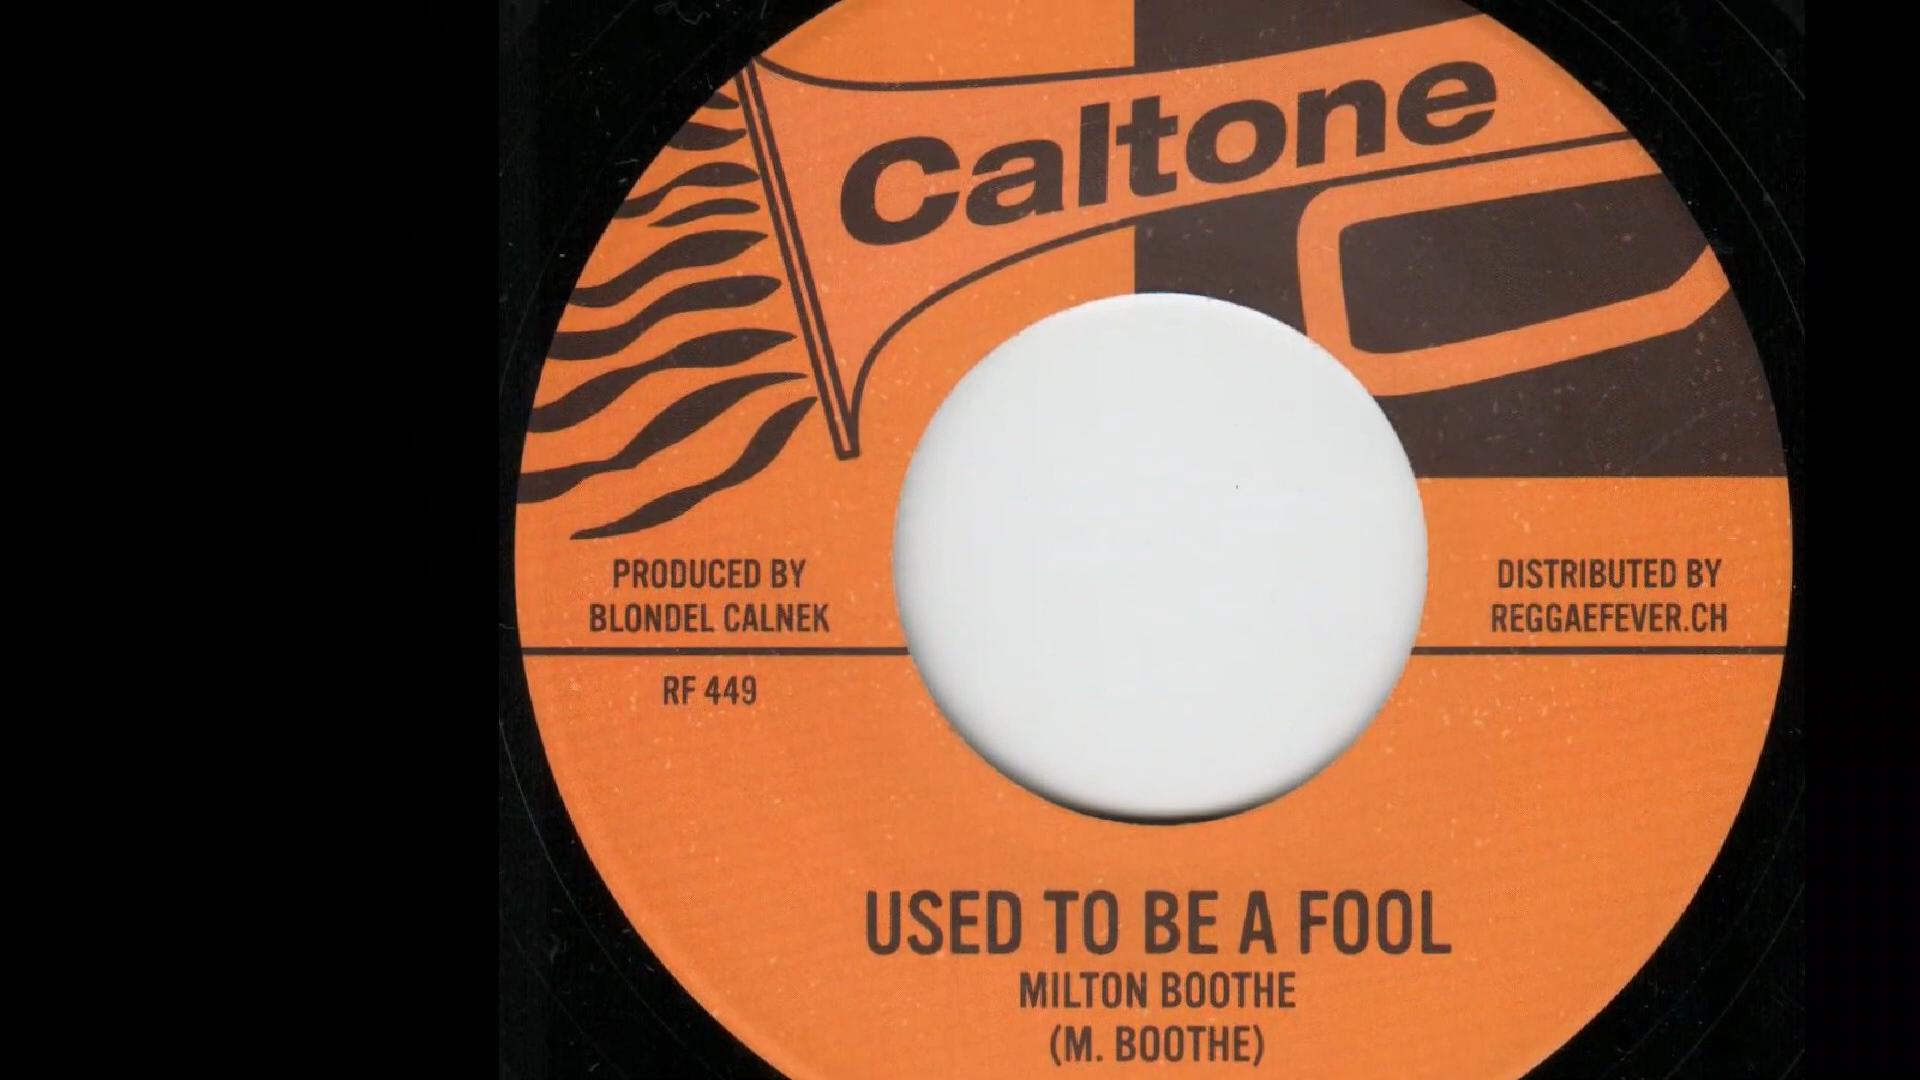 Caltone
PRODUCED BY
BLONDEL CALNEK
DISTRIBUTED BY
REGGAEFEVER.CH
RF 449
USED TO BE A FOOL
MILTON BOOTHE
(M. BOOTHE)